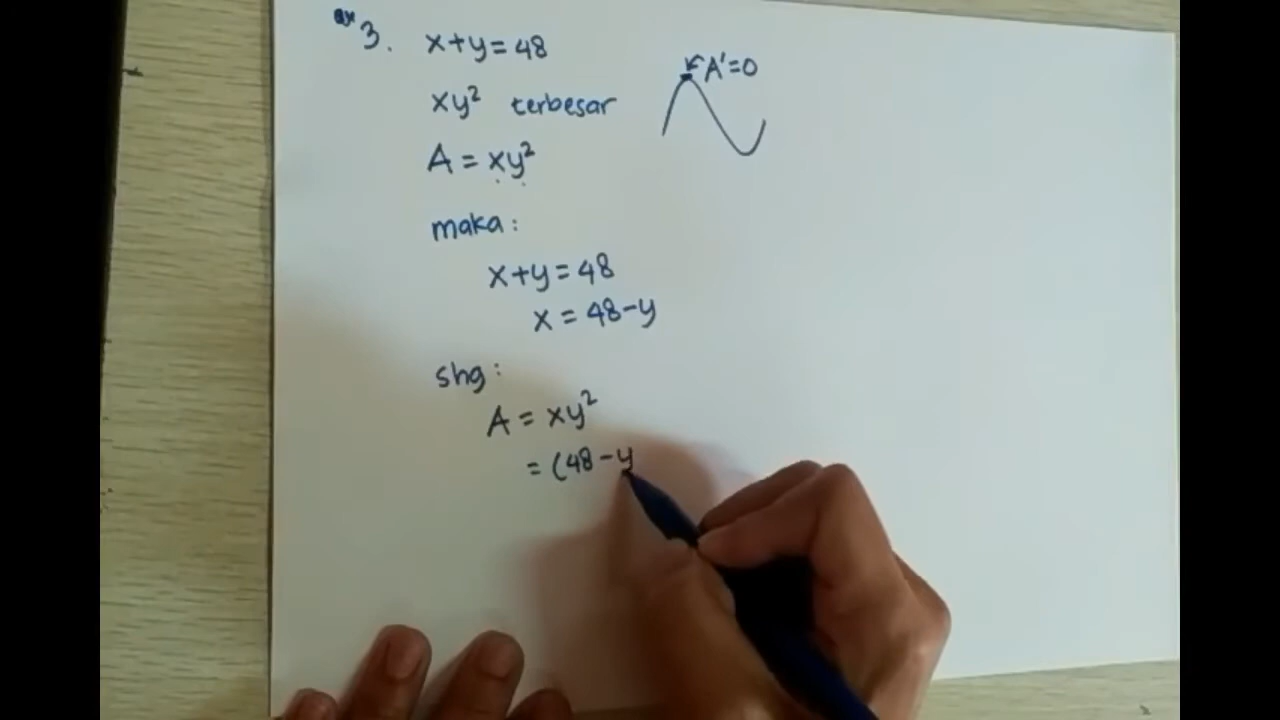 3. x+y=48
xy² terbesar
A'=0
A = xy²
maka:
x+y=48
x = 48-y
shg:
A = xy²
= (48-y